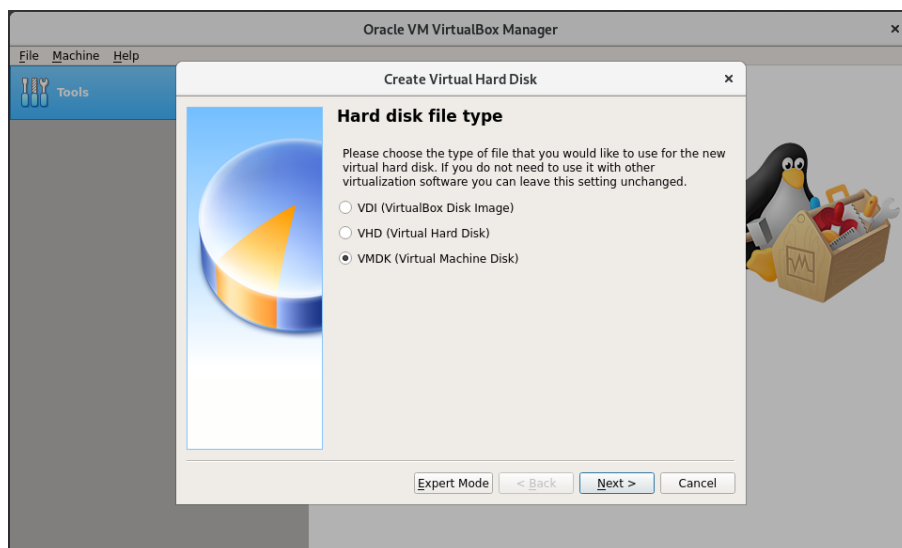 Oracle VM VirtualBox Manager
×
File Machine Help
Tools
Create Virtual Hard Disk
×
Hard disk file type
Please choose the type of file that you would like to use for the new
virtual hard disk. If you do not need to use it with other
virtualization software you can leave this setting unchanged.
VDI (VirtualBox Disk Image)
VHD (Virtual Hard Disk)
VMDK (Virtual Machine Disk)
Expert Mode < Back Next > Cancel